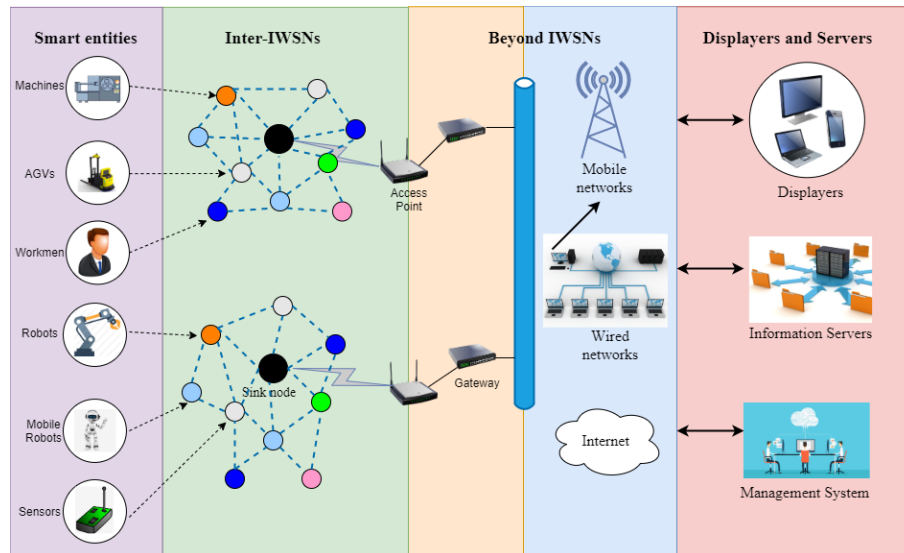 Smart entities
Inter-IWSNs
Beyond IWSNs
Displayers and Servers
Machines
AGVs
Workmen
Robots
Mobile
Robots
Sensors
Sink node
Access
Point
Gateway
Mobile
networks
Wired
networks
Internet
Displayers
Information Servers
Management System